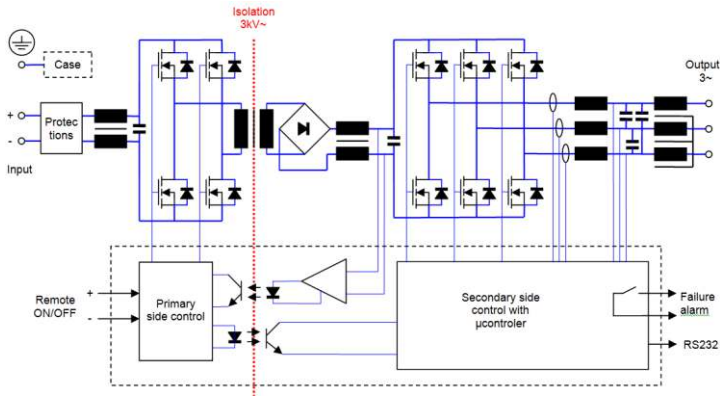 Isolation
3kV~
Case
Output
3~
+
-
Protec
tions
Input
Remote
ON/OFF
+
-
Primary
side control
Secondary side
control with
µcontroler
Failure
alarm
RS232